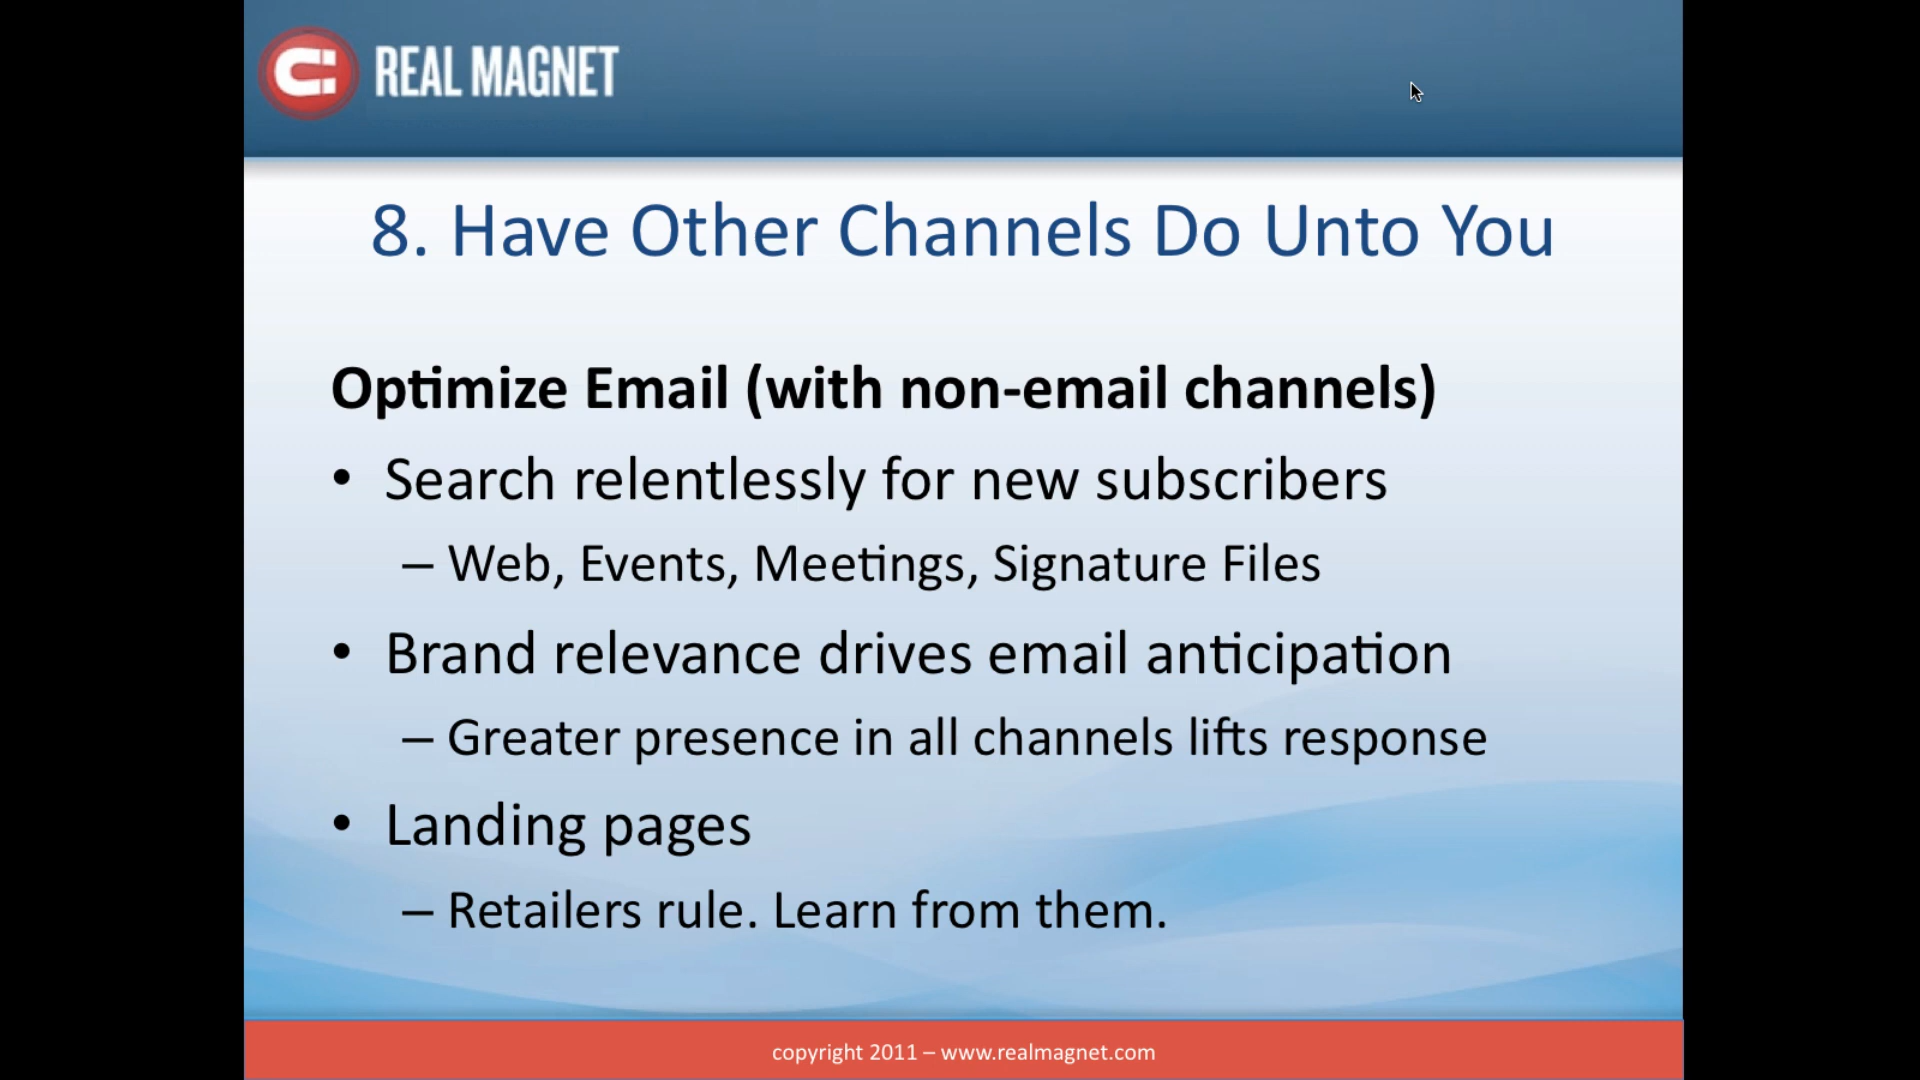 REAL MAGNET
8. Have Other Channels Do Unto You
Optimize Email (with non-email channels)
• Search relentlessly for new subscribers
– Web, Events, Meetings, Signature Files
• Brand relevance drives email anticipation
– Greater presence in all channels lifts response
• Landing pages
– Retailers rule. Learn from them.
copyright 2011 – www.realmagnet.com